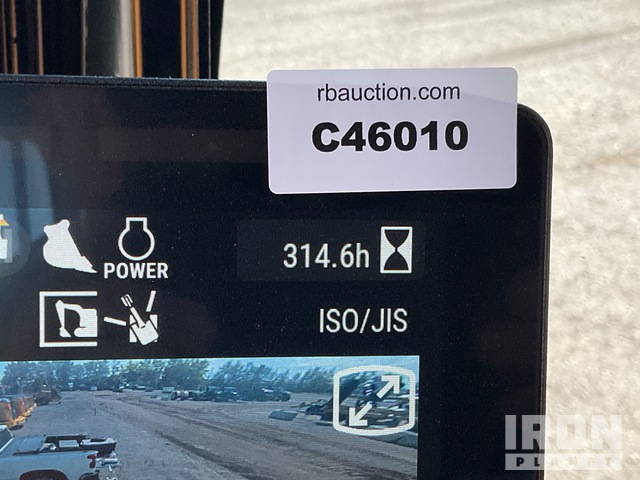 rbauction.com
C46010
314.6h
POWER
ISO/JIS
IRON
PLANET